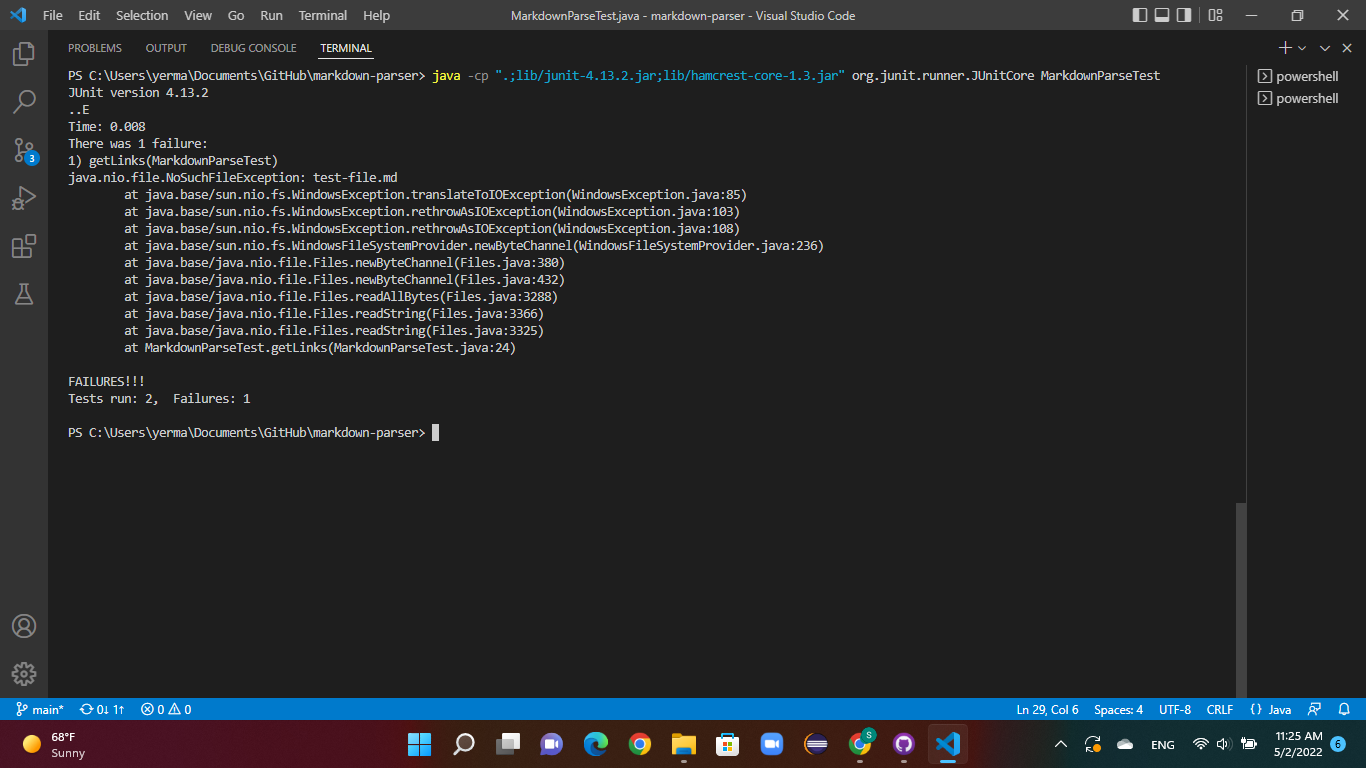 File Edit Selection View Go Run Terminal Help
MarkdownParseTest.java - markdown-parser - Visual Studio Code
PROBLEMS OUTPUT DEBUG CONSOLE TERMINAL
PS C:\Users\yerma\Documents\GitHub\markdown-parser> java -cp ".;lib/junit-4.13.2.jar;lib/hamcrest-core-1.3.jar" org.junit.runner.JUnitCore MarkdownParseTest
JUnit version 4.13.2
..E
Time: 0.008
There was 1 failure:
1) getLinks(MarkdownParseTest)
java.nio.file.NoSuchFileException: test-file.md
at java.base/sun.nio.fs.WindowsException.translateToIOException(WindowsException.java:85)
at java.base/sun.nio.fs.WindowsException.rethrowAsIOException(WindowsException.java:103)
at java.base/sun.nio.fs.WindowsException.rethrowAsIOException(WindowsException.java:108)
at java.base/sun.nio.fs.WindowsFileSystemProvider.newByteChannel(WindowsFileSystemProvider.java:236)
at java.base/java.nio.file.Files.newByteChannel(Files.java:380)
at java.base/java.nio.file.Files.newByteChannel(Files.java:432)
at java.base/java.nio.file.Files.readAllBytes(Files.java:3288)
at java.base/java.nio.file.Files.readString(Files.java:3366)
at java.base/java.nio.file.Files.readString(Files.java:3325)
at MarkdownParseTest.getLinks(MarkdownParseTest.java:24)
FAILURES!!!
Tests run: 2,  Failures: 1
PS C:\Users\yerma\Documents\GitHub\markdown-parser>
powershell
powershell
3
main* 0↓ 1↑ 0 0
Ln 29, Col 6 Spaces: 4 UTF-8 CRLF {} Java
68°F
Sunny
S
ENG
11:25 AM
5/2/2022
6